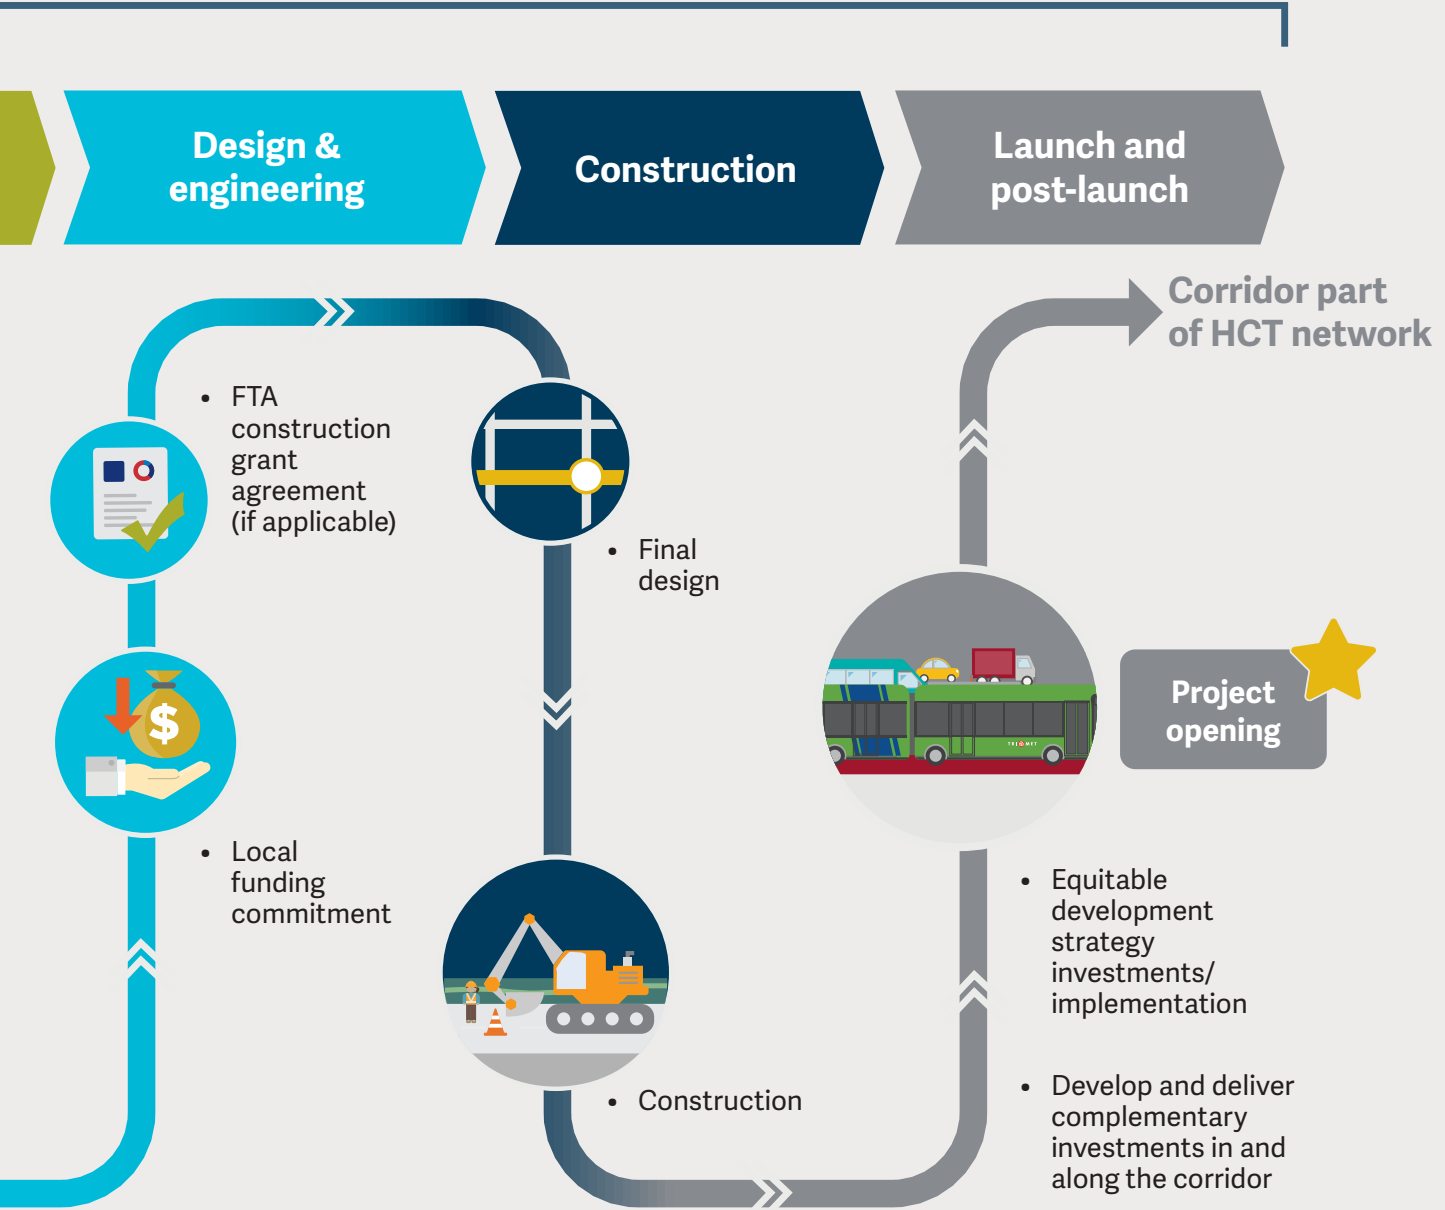 Design &
engineering
Construction
Launch and
post-launch
Corridor part
of HCT network
• FTA
construction
grant
agreement
(if applicable)
• Final
design
$
TRI MET
Project
opening
• Local
funding
commitment
• Equitable
development
strategy
investments/
implementation
• Construction
• Develop and deliver
complementary
investments in and
along the corridor